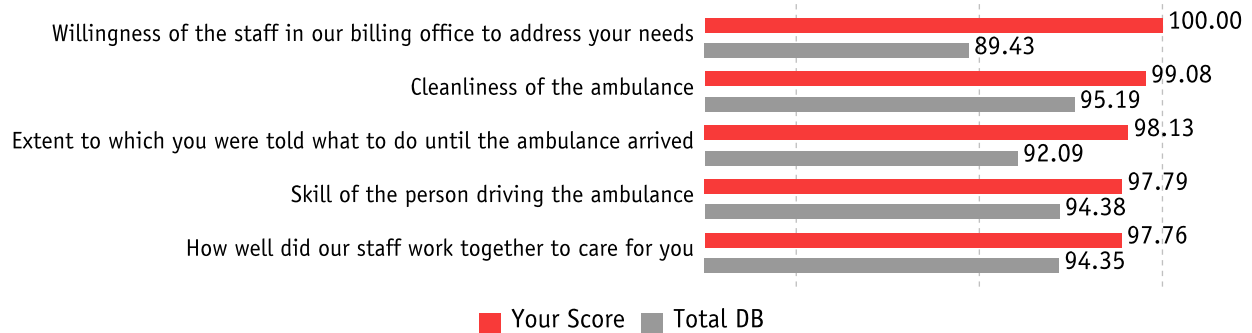 Willingness of the staff in our billing office to address your needs
100.00
89.43
Cleanliness of the ambulance
99.08
95.19
Extent to which you were told what to do until the ambulance arrived
98.13
92.09
Skill of the person driving the ambulance
97.79
94.38
How well did our staff work together to care for you
97.76
94.35
Your Score
Total DB